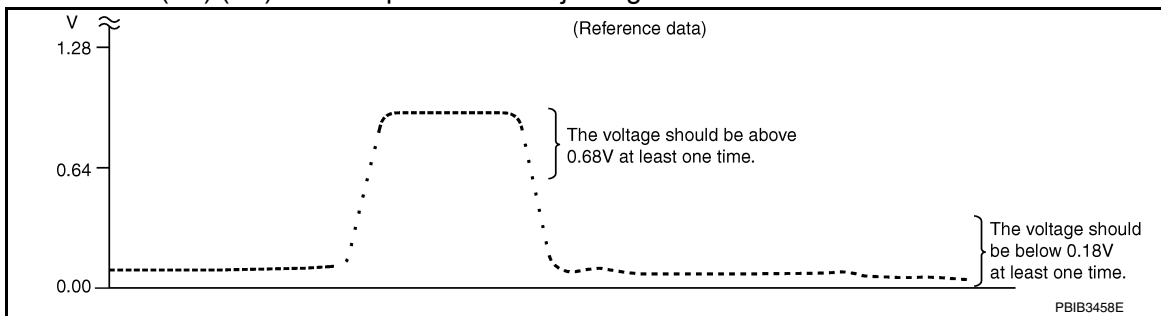 V
(Reference data)
1.28
The voltage should be above
0.68V at least one time.
0.64
The voltage should
be below 0.18V
at least one time.
0.00
PBIB3458E